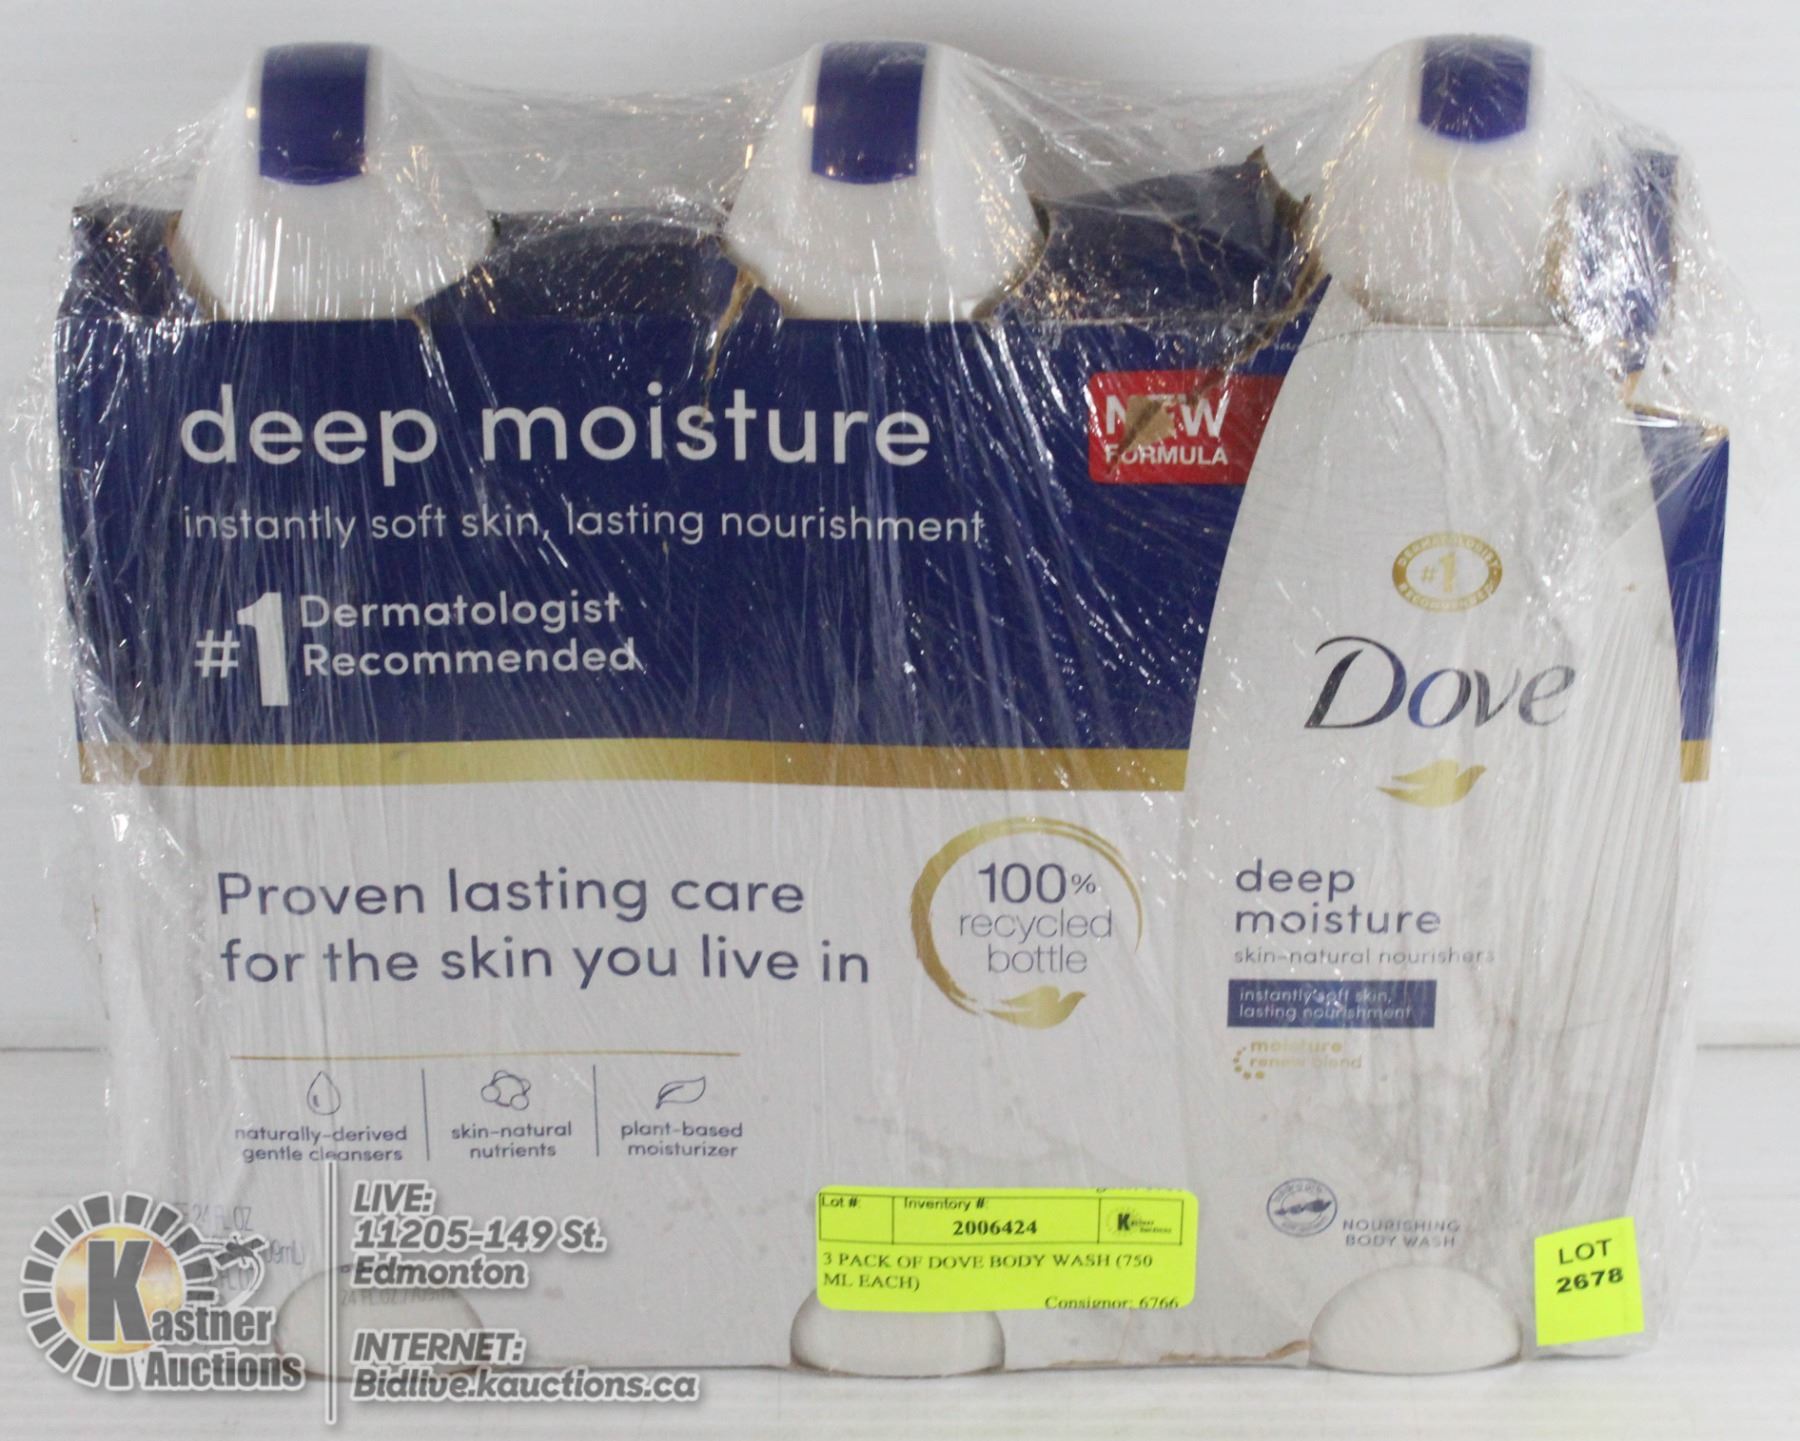 deep moisture
NEW
FORMULA
instantly soft skin, lasting nourishment
#1 Dermatologist
Recommended
#1
Dove
Proven lasting care
for the skin you live in
100%
recycled
bottle
deep
moisture
skin-natural nourishers
instantly soft skin,
lasting nourishment
moisture
renew blend
naturally-derived
gentle cleansers
skin-natural
nutrients
plant-based
moisturizer
NOURISHING
BODY WASH
24 FL OZ
Lot #:
Inventory #:
2006424
3 PACK OF DOVE BODY WASH (750
ML EACH)
Consignor: 6766
LOT
2678
Kastner
Auctions
LIVE:
11205-149 St.
Edmonton
INTERNET:
Bidlive.kauctions.ca